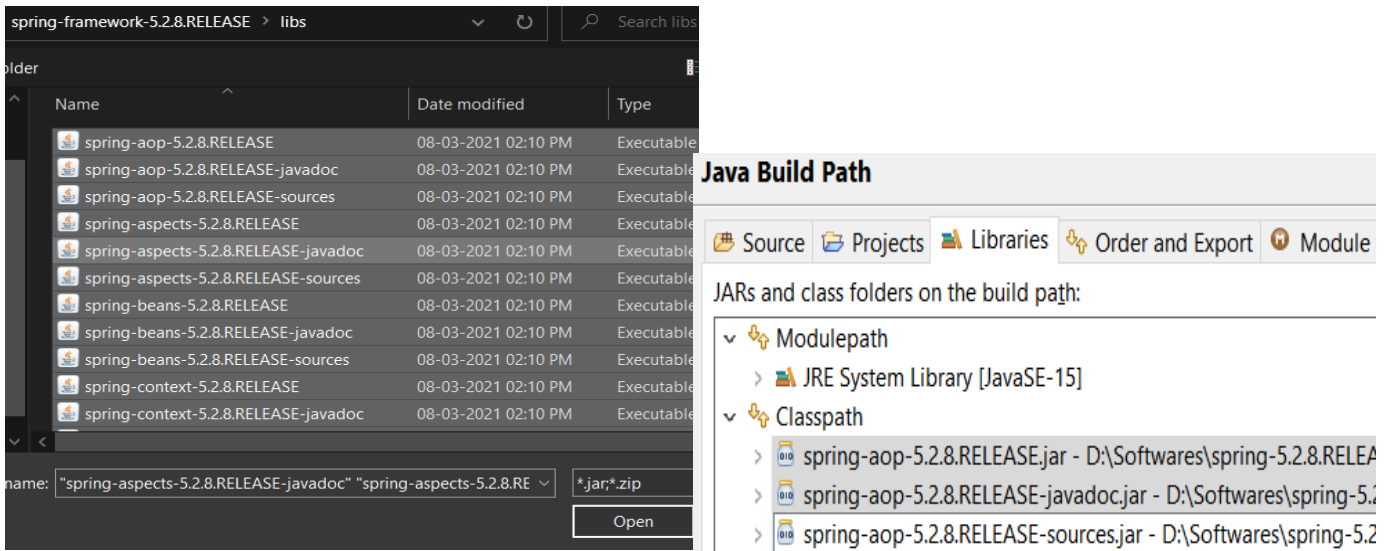 spring-framework-5.2.8.RELEASE > libs
Search libs
older
Name Date modified Type
spring-aop-5.2.8.RELEASE 08-03-2021 02:10 PM Executable
spring-aop-5.2.8.RELEASE-javadoc 08-03-2021 02:10 PM Executable
spring-aop-5.2.8.RELEASE-sources 08-03-2021 02:10 PM Executable
spring-aspects-5.2.8.RELEASE 08-03-2021 02:10 PM Executable
spring-aspects-5.2.8.RELEASE-javadoc 08-03-2021 02:10 PM Executable
spring-aspects-5.2.8.RELEASE-sources 08-03-2021 02:10 PM Executable
spring-beans-5.2.8.RELEASE 08-03-2021 02:10 PM Executable
spring-beans-5.2.8.RELEASE-javadoc 08-03-2021 02:10 PM Executable
spring-beans-5.2.8.RELEASE-sources 08-03-2021 02:10 PM Executable
spring-context-5.2.8.RELEASE 08-03-2021 02:10 PM Executable
spring-context-5.2.8.RELEASE-javadoc 08-03-2021 02:10 PM Executable
name: "spring-aspects-5.2.8.RELEASE-javadoc" "spring-aspects-5.2.8.RE *.jar;*.zip
Open
Java Build Path
Source Projects Libraries Order and Export Module
JARs and class folders on the build path:
Modulepath
JRE System Library [JavaSE-15]
Classpath
spring-aop-5.2.8.RELEASE.jar - D:\Softwares\spring-5.2.8.RELEA
spring-aop-5.2.8.RELEASE-javadoc.jar - D:\Softwares\spring-5.2
spring-aop-5.2.8.RELEASE-sources.jar - D:\Softwares\spring-5.2